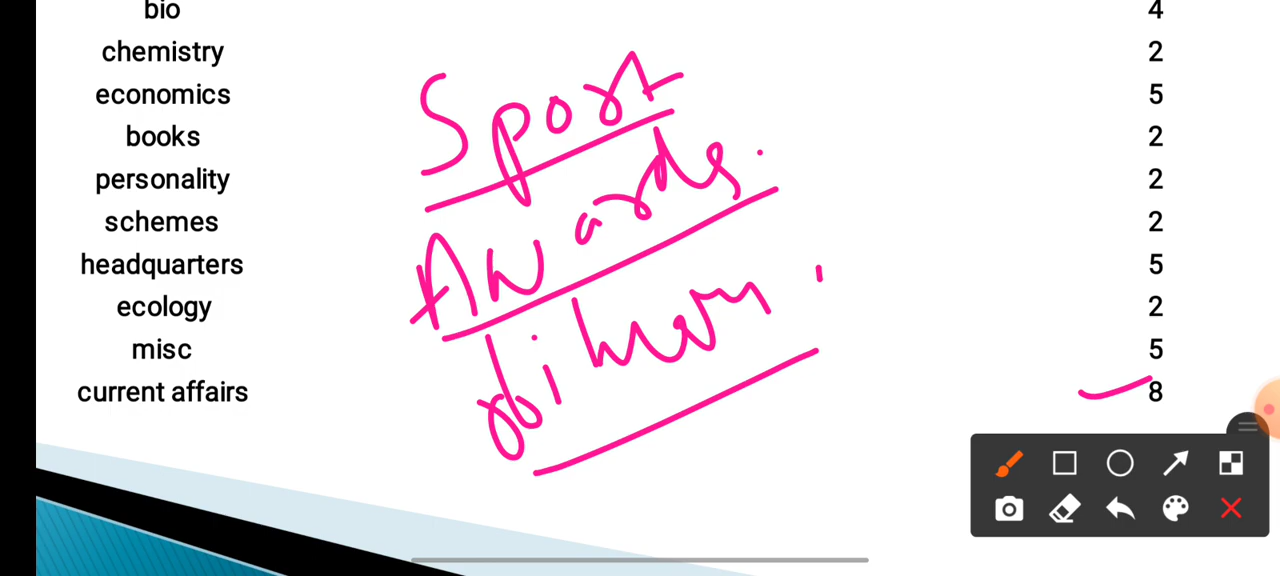 bio 4
chemistry 2
economics 5
books 2
personality 2
schemes 2
headquarters 5
ecology 2
misc 5
current affairs 8
Sport
Awards.